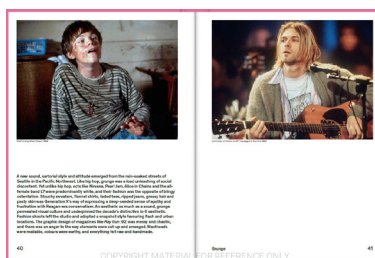 A new sound, sartorial style and attitude emerged from the rain-soaked streets of
Seattle in the Pacific Northwest. Like hip hop, grunge was a loud unleashing of social
discontent. Yet unlike hip hop, acts like Nirvana, Pearl Jam, Alice in Chains and the all-
female band L7 were predominantly white, and their fashion was the opposite of blingy
ostentation. Slouchy sweaters, flannel shirts, faded tees, ripped jeans, greasy hair and
pasty skin was Generation X's way of expressing a deep-seated sense of apathy and
frustration with Reagan-era conservatism. An aesthetic as much as a sound, grunge
permeated visual culture and underpinned the decade's distinctive lo-fi aesthetic.
Fashion shoots left the studio and adopted a snapshot style favouring flash and urban
locations. The graphic design of magazines like Ray Gun '92 was messy and chaotic,
and there was an anger to the way elements were cut-up and arranged. Mastheads
were mutable, colours were earthy, and everything felt raw and handmade.
40
Grunge
41
COPYRIGHT MATERIAL FOR REFERENCE ONLY